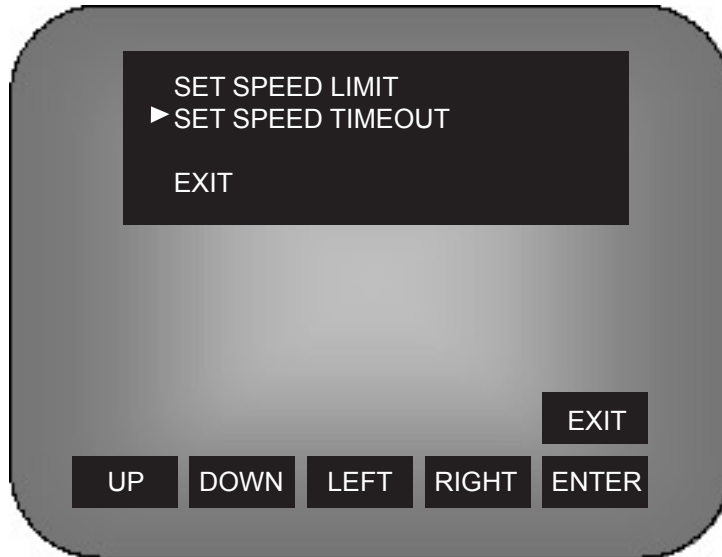 SET SPEED LIMIT
SET SPEED TIMEOUT
EXIT
EXIT
UP DOWN LEFT RIGHT ENTER